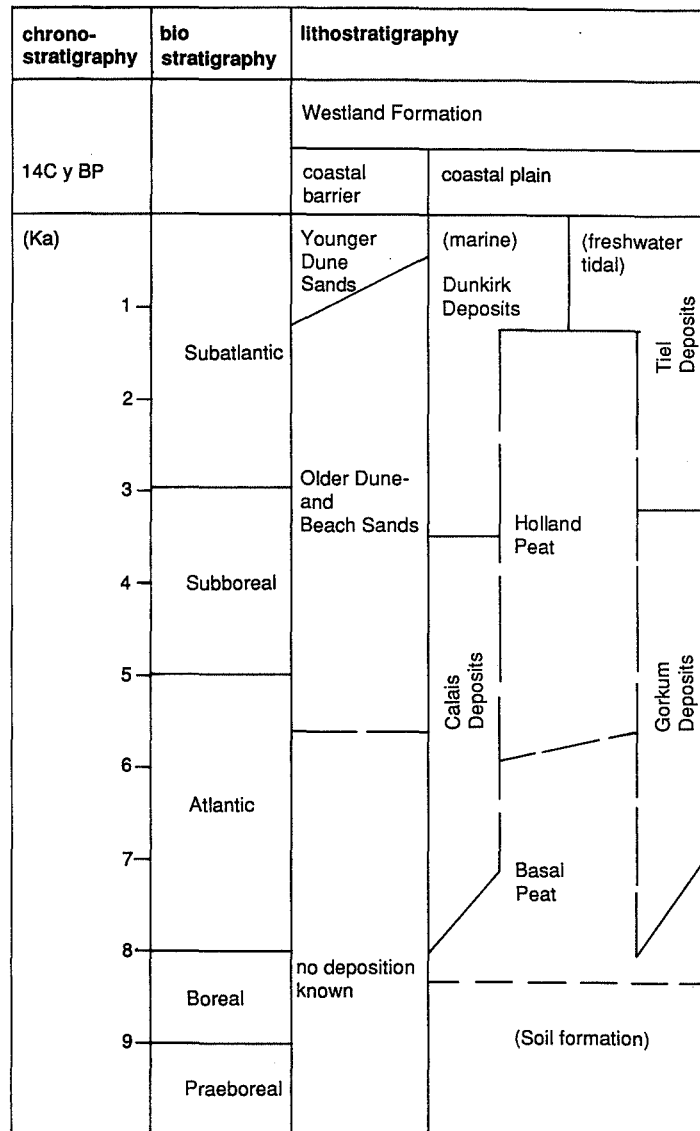 chrono-
stratigraphy
bio
stratigraphy
lithostratigraphy
Westland Formation
14C y BP
coastal
barrier
coastal plain
(Ka)
Younger
Dune
Sands
(marine)
Dunkirk
Deposits
(freshwater
tidal)
Tiel
Deposits
1
Subatlantic
2
3
Older Dune-
and
Beach Sands
Holland
Peat
4
Subboreal
5
Calais
Deposits
Gorkum
Deposits
6
Atlantic
7
Basal
Peat
8
no deposition
known
Boreal
9
(Soil formation)
Praeboreal